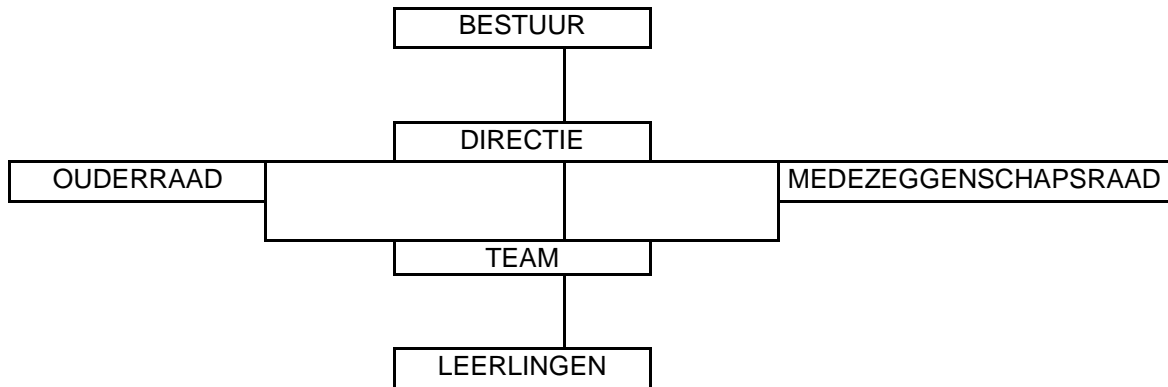 BESTUUR
DIRECTIE
OUDERRAAD
MEDEZEGGENSCHAPSRAAD
TEAM
LEERLINGEN